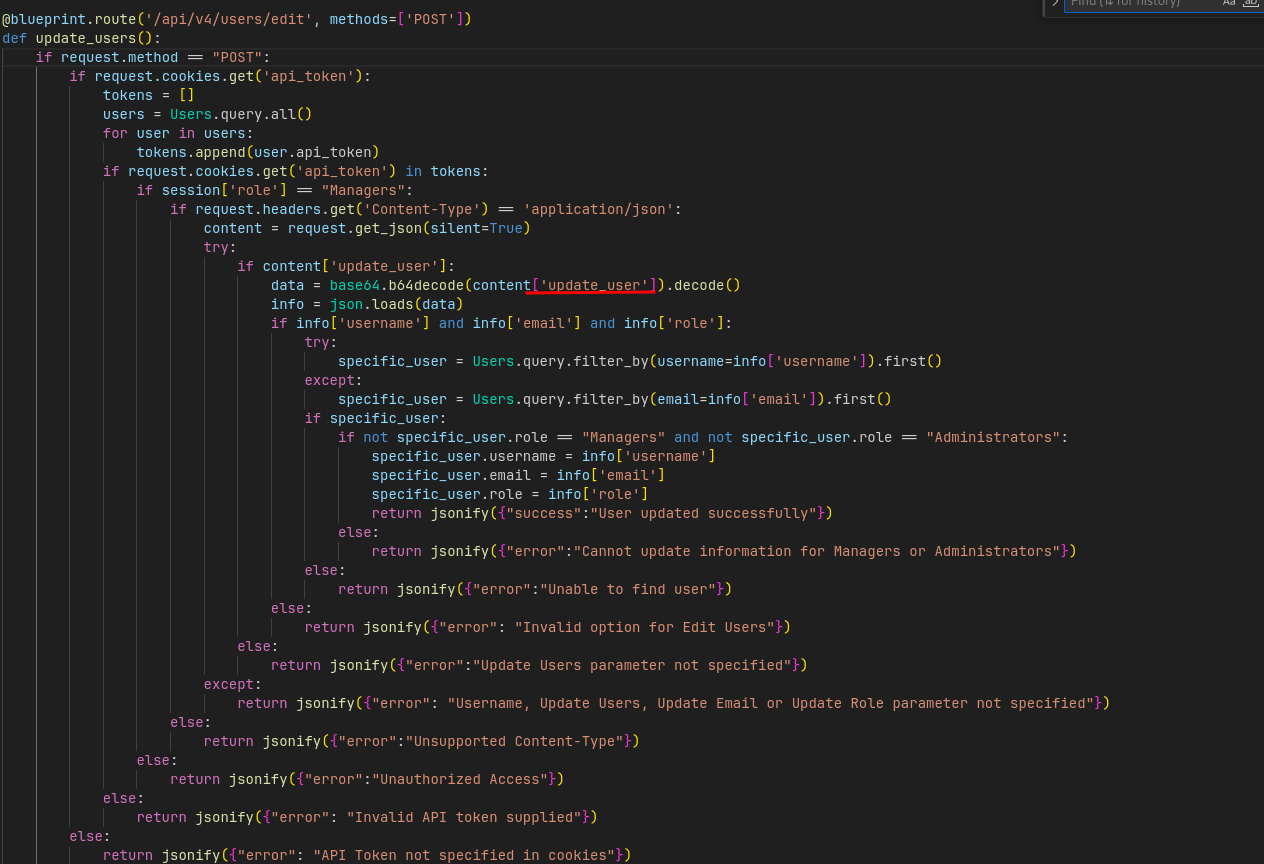 Find (⇅ for history)
Aa ab
@blueprint.route('/api/v4/users/edit', methods=['POST'])
def update_users():
    if request.method == "POST":
        if request.cookies.get('api_token'):
            tokens = []
            users = Users.query.all()
            for user in users:
                tokens.append(user.api_token)
            if request.cookies.get('api_token') in tokens:
                if session['role'] == "Managers":
                    if request.headers.get('Content-Type') == 'application/json':
                        content = request.get_json(silent=True)
                        try:
                            if content['update_user']:
                                data = base64.b64decode(content['update_user']).decode()
                                info = json.loads(data)
                                if info['username'] and info['email'] and info['role']:
                                    try:
                                        specific_user = Users.query.filter_by(username=info['username']).first()
                                    except:
                                        specific_user = Users.query.filter_by(email=info['email']).first()
                                    if specific_user:
                                        if not specific_user.role == "Managers" and not specific_user.role == "Administrators":
                                            specific_user.username = info['username']
                                            specific_user.email = info['email']
                                            specific_user.role = info['role']
                                            return jsonify({"success":"User updated successfully"})
                                        else:
                                            return jsonify({"error":"Cannot update information for Managers or Administrators"})
                                    else:
                                        return jsonify({"error":"Unable to find user"})
                                else:
                                    return jsonify({"error": "Invalid option for Edit Users"})
                            else:
                                return jsonify({"error":"Update Users parameter not specified"})
                        except:
                            return jsonify({"error": "Username, Update Users, Update Email or Update Role parameter not specified"})
                    else:
                        return jsonify({"error":"Unsupported Content-Type"})
                else:
                    return jsonify({"error":"Unauthorized Access"})
            else:
                return jsonify({"error": "Invalid API token supplied"})
        else:
            return jsonify({"error": "API Token not specified in cookies"})